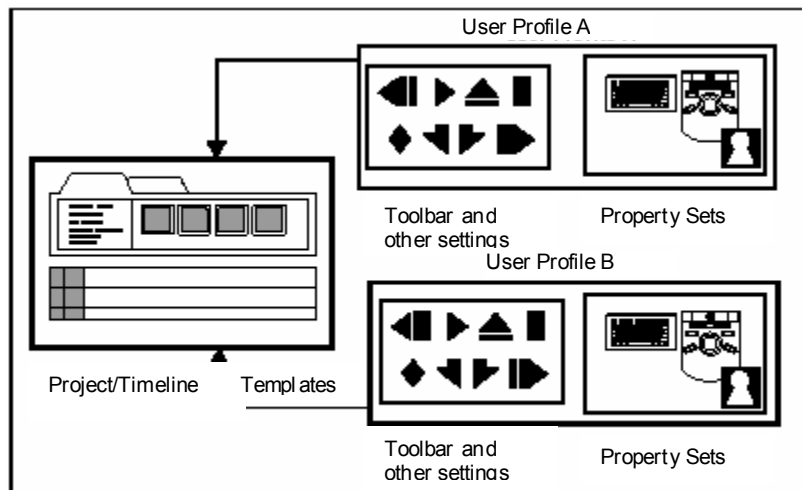 User Profile A
Toolbar and
other settings
Property Sets
User Profile B
Project/Timeline Templates
Toolbar and
other settings
Property Sets